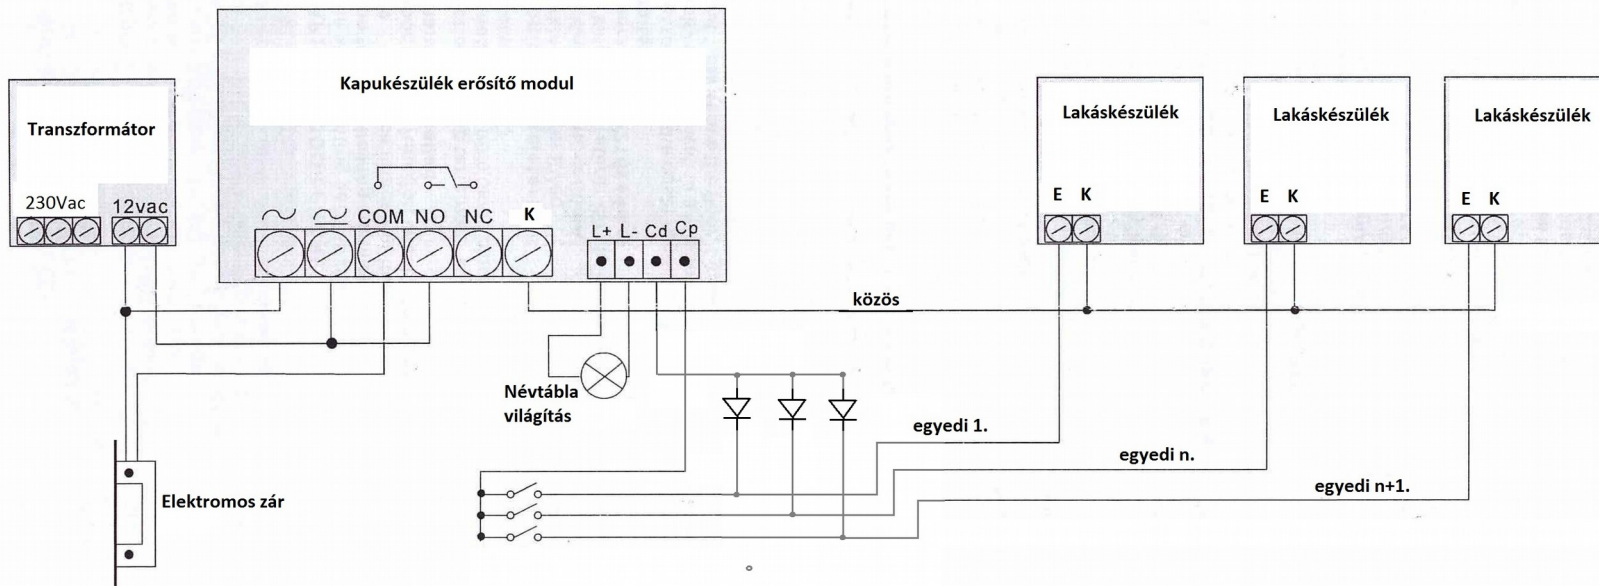 Kapukészülék erősítő modul
Transzformátor
230Vac
12vac
COM NO NC K
L+ L- Cd Cp
Lakáskészülék
E K
Lakáskészülék
E K
Lakáskészülék
E K
közös
Névtábla
világítás
egyedi 1.
egyedi n.
egyedi n+1.
Elektromos zár